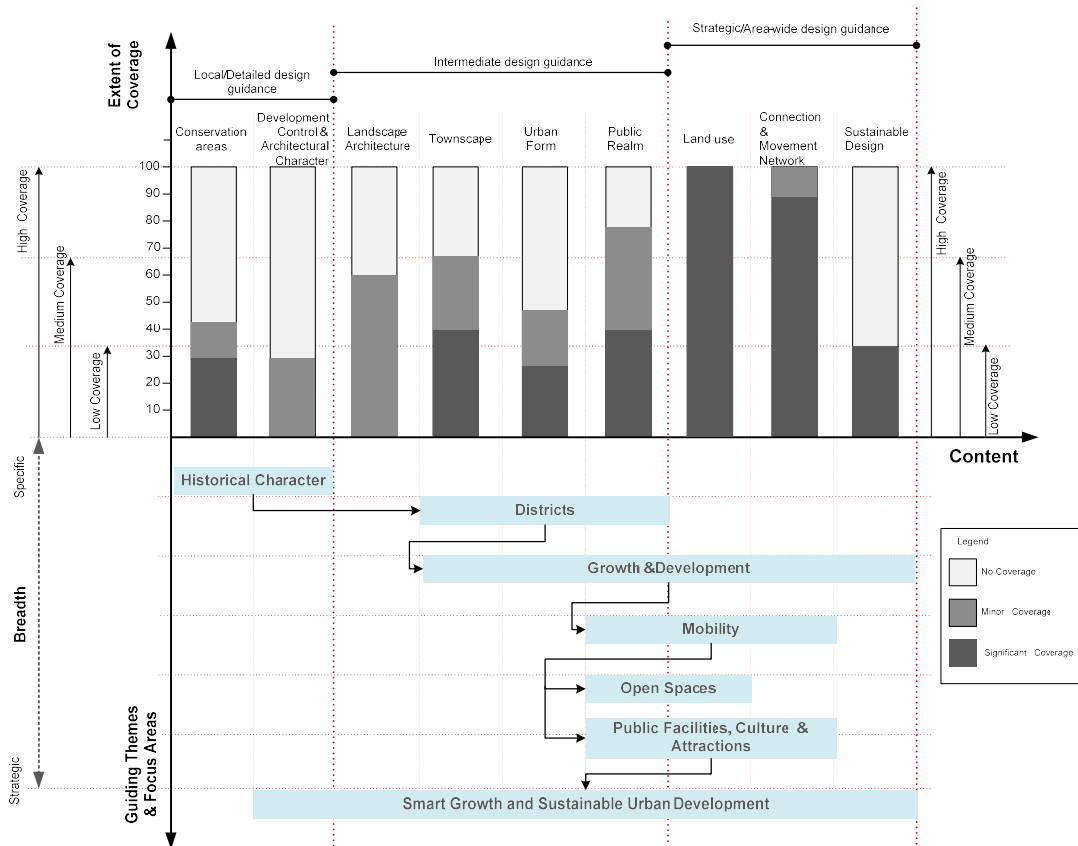 Strategic/Area-wide design guidance
Intermediate design guidance
Local/Detailed design
guidance
Extent of
Coverage
Conservation
areas
Development
Control &
Architectural
Character
Landscape
Architecture
Townscape
Urban
Form
Public
Realm
Land use
Connection
&
Movement
Network
Sustainable
Design
100
90
80
70
60
50
40
30
20
10
High Coverage
Medium Coverage
Low Coverage
High Coverage
Medium Coverage
Low Coverage
Content
Specific
Breadth
Strategic
Guiding Themes
& Focus Areas
Historical Character
Districts
Growth &Development
Mobility
Open Spaces
Public Facilities, Culture &
Attractions
Smart Growth and Sustainable Urban Development
Legend
No Coverage
Minor Coverage
Significant Coverage